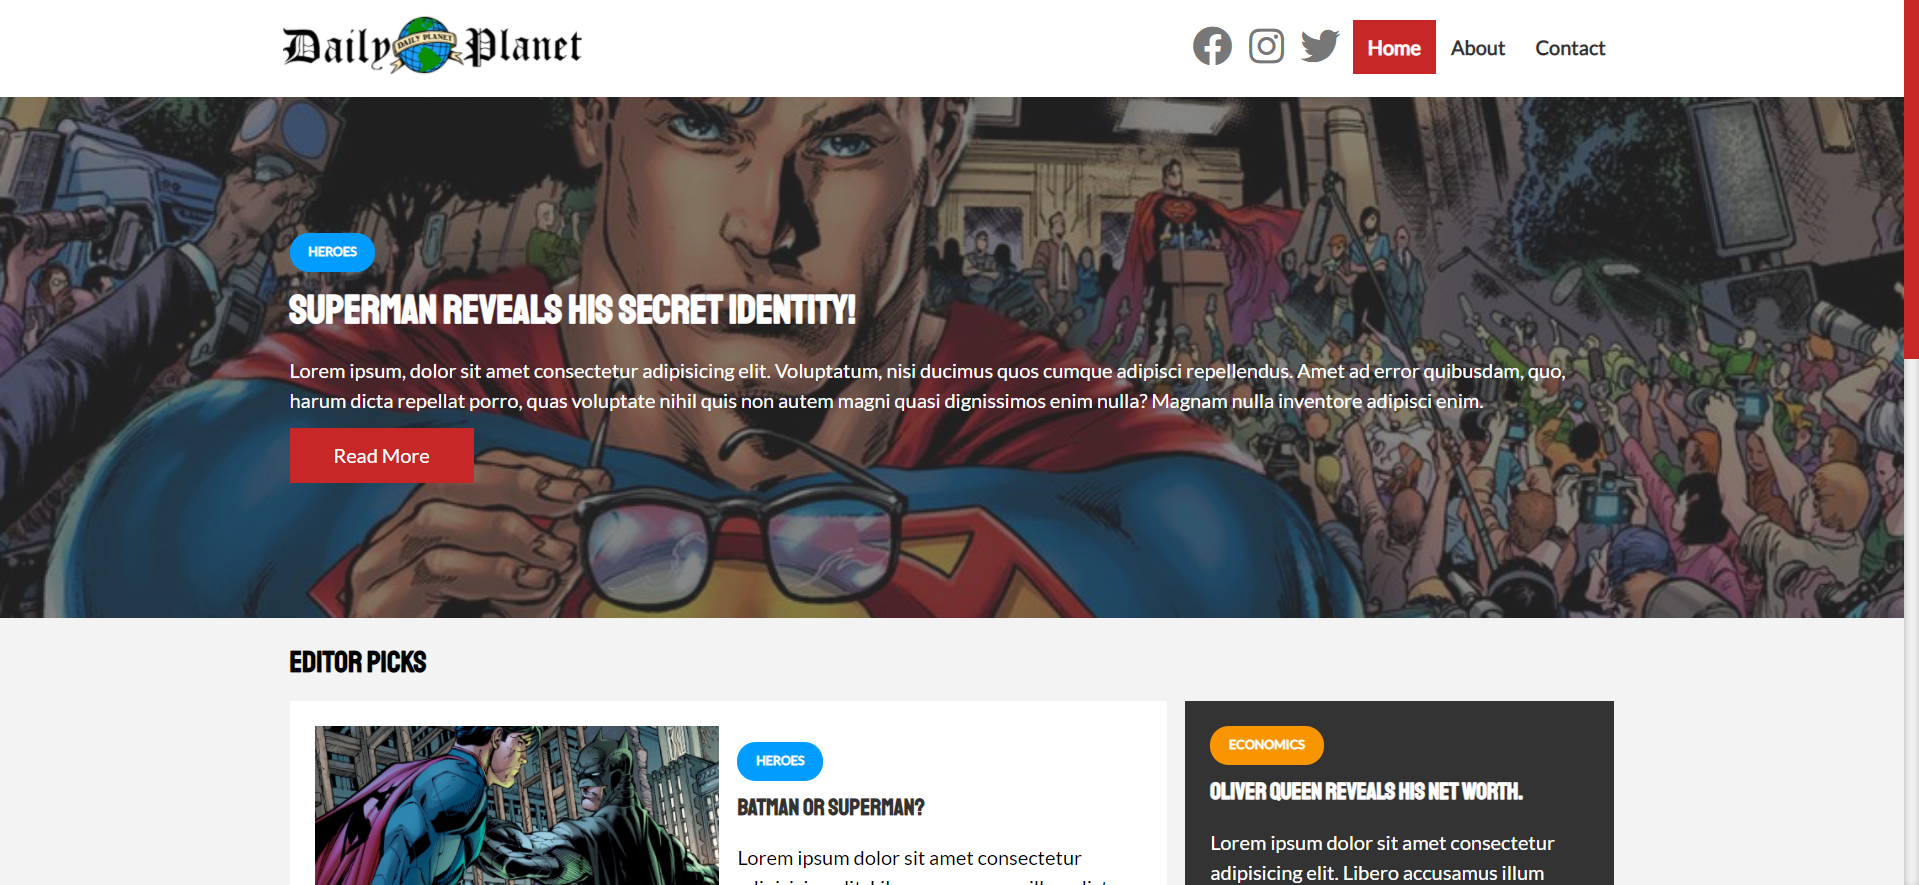 Daily DAILY PLANET Planet
Home About Contact
HEROES
SUPERMAN REVEALS HIS SECRET IDENTITY!
Lorem ipsum, dolor sit amet consectetur adipisicing elit. Voluptatum, nisi ducimus quos cumque adipisci repellendus. Amet ad error quibusdam, quo,
harum dicta repellat porro, quas voluptate nihil quis non autem magni quasi dignissimos enim nulla? Magnam nulla inventore adipisci enim.
Read More
EDITOR PICKS
HEROES
BATMAN OR SUPERMAN?
Lorem ipsum dolor sit amet consectetur
ECONOMICS
OLIVER QUEEN REVEALS HIS NET WORTH.
Lorem ipsum dolor sit amet consectetur
adipisicing elit. Libero accusamus illum